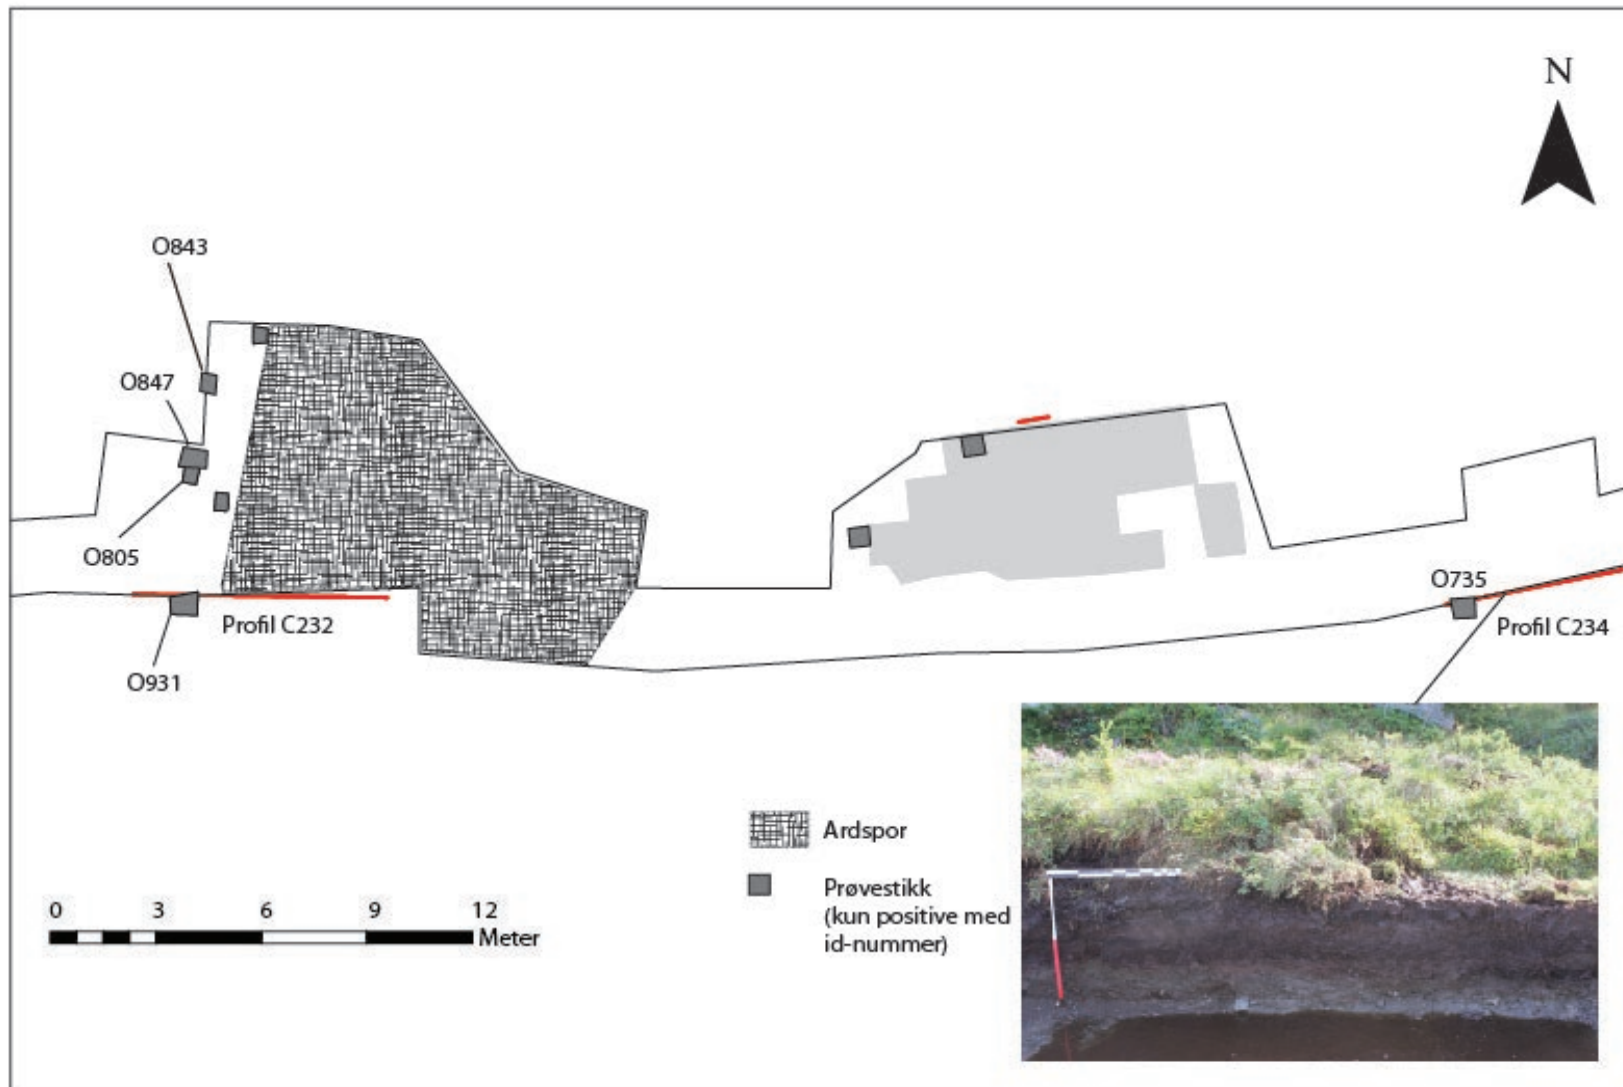 N
O843
O847
O805
O931
Profil C232
O735
Profil C234
Ardspor
Prøvestikk
(kun positive med
id-nummer)
0 3 6 9 12
Meter